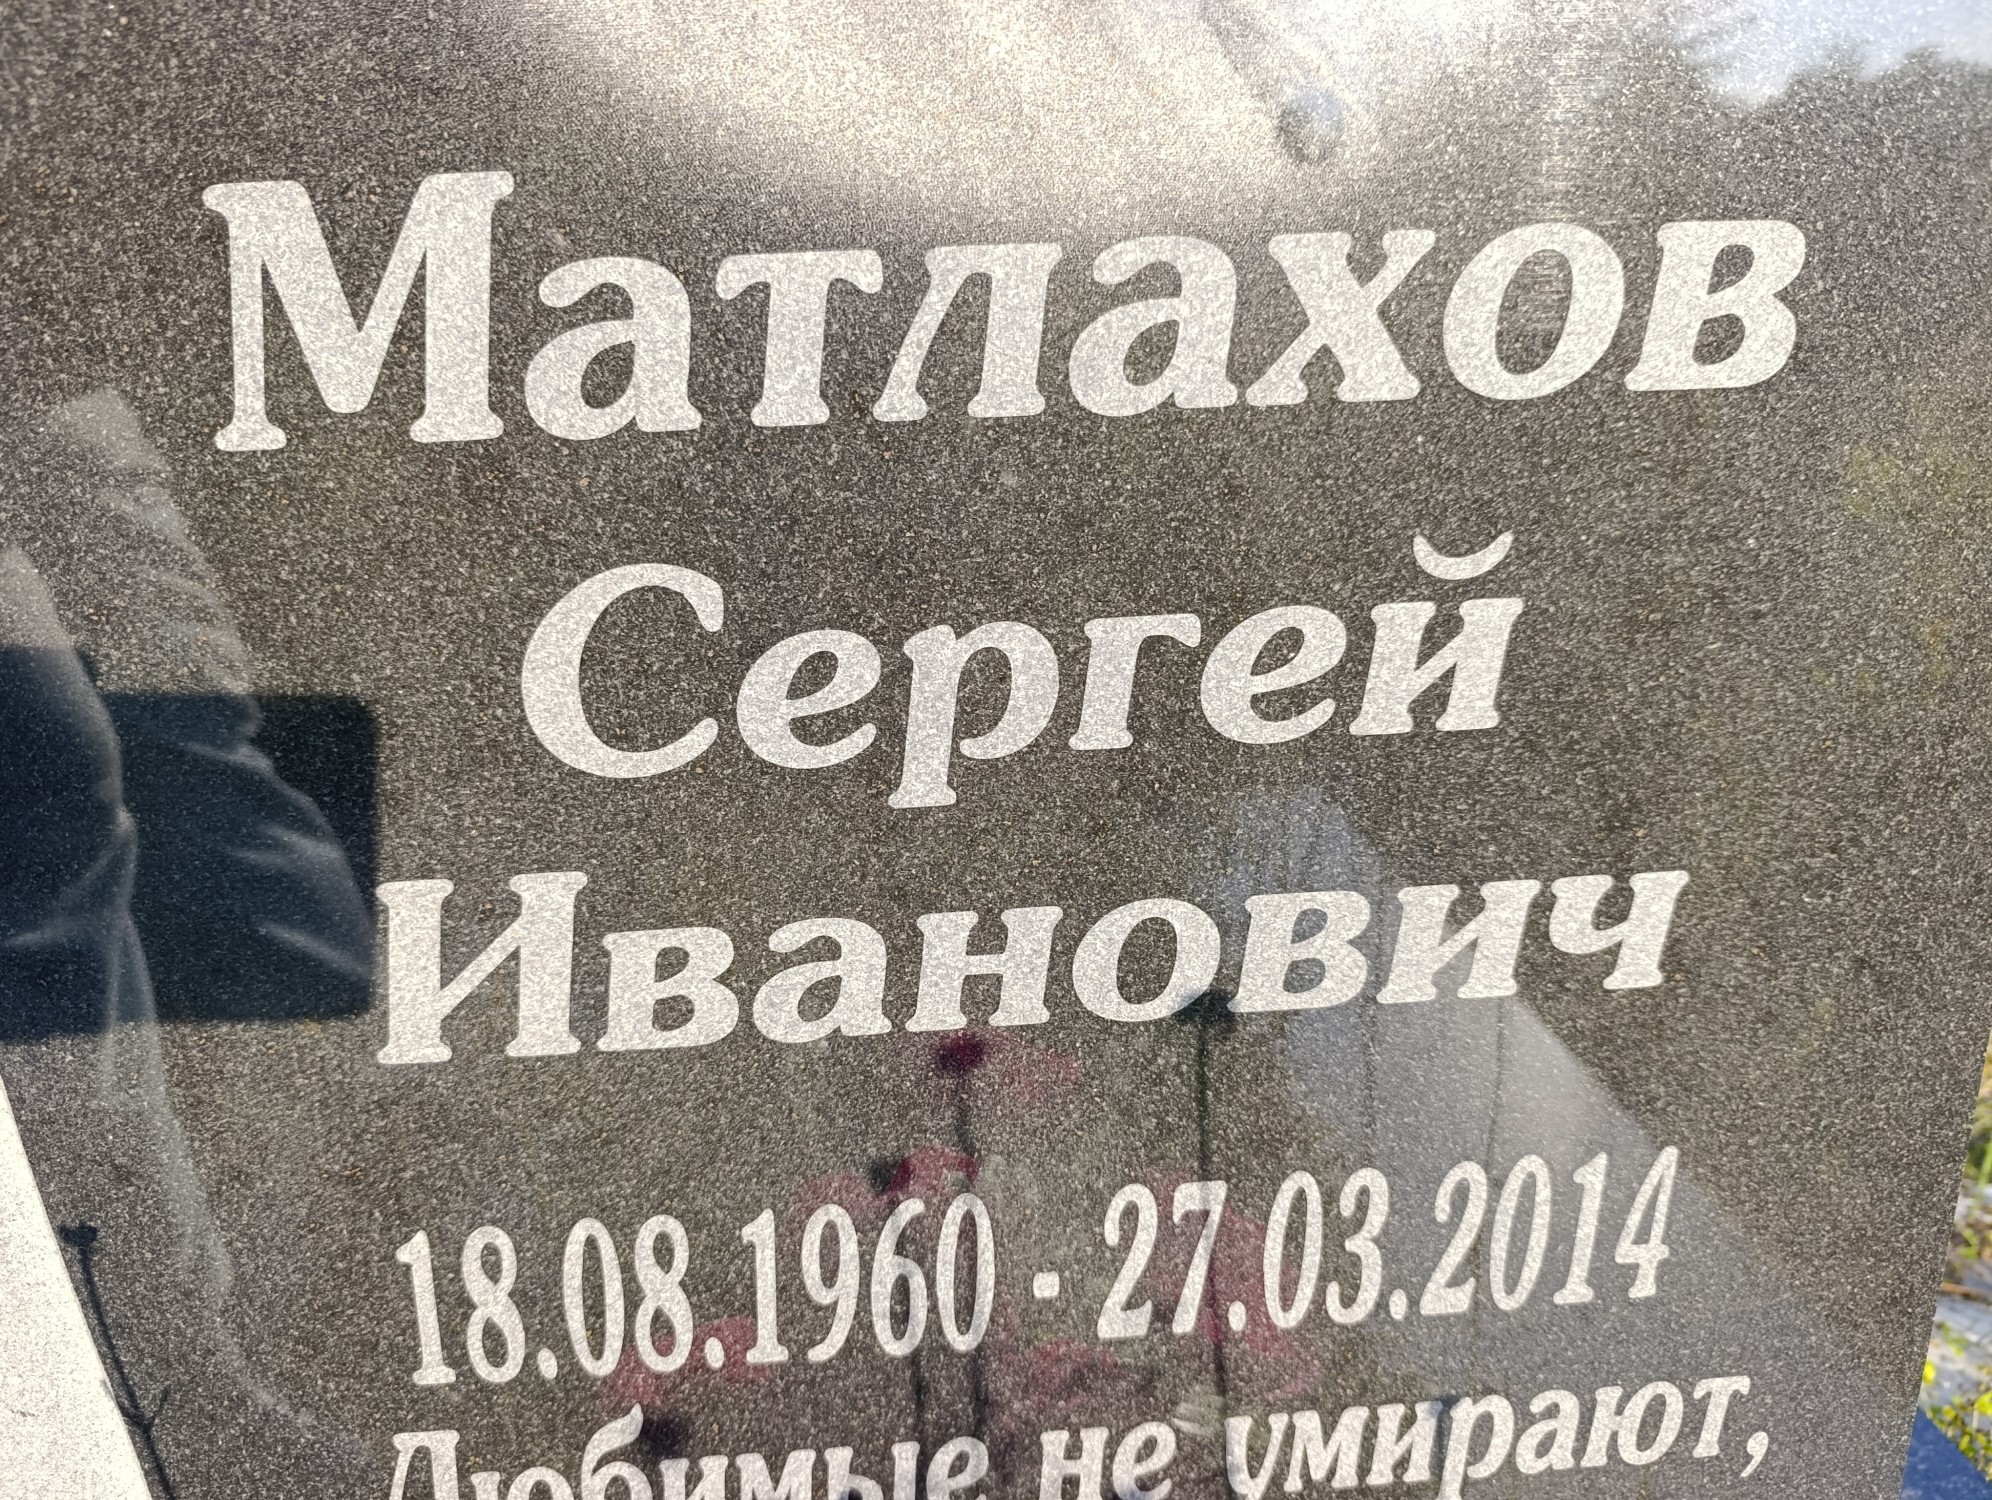 Матлахов
Сергей
Иванович
18.08.1960 - 27.03.2014
Любимые не умирают,